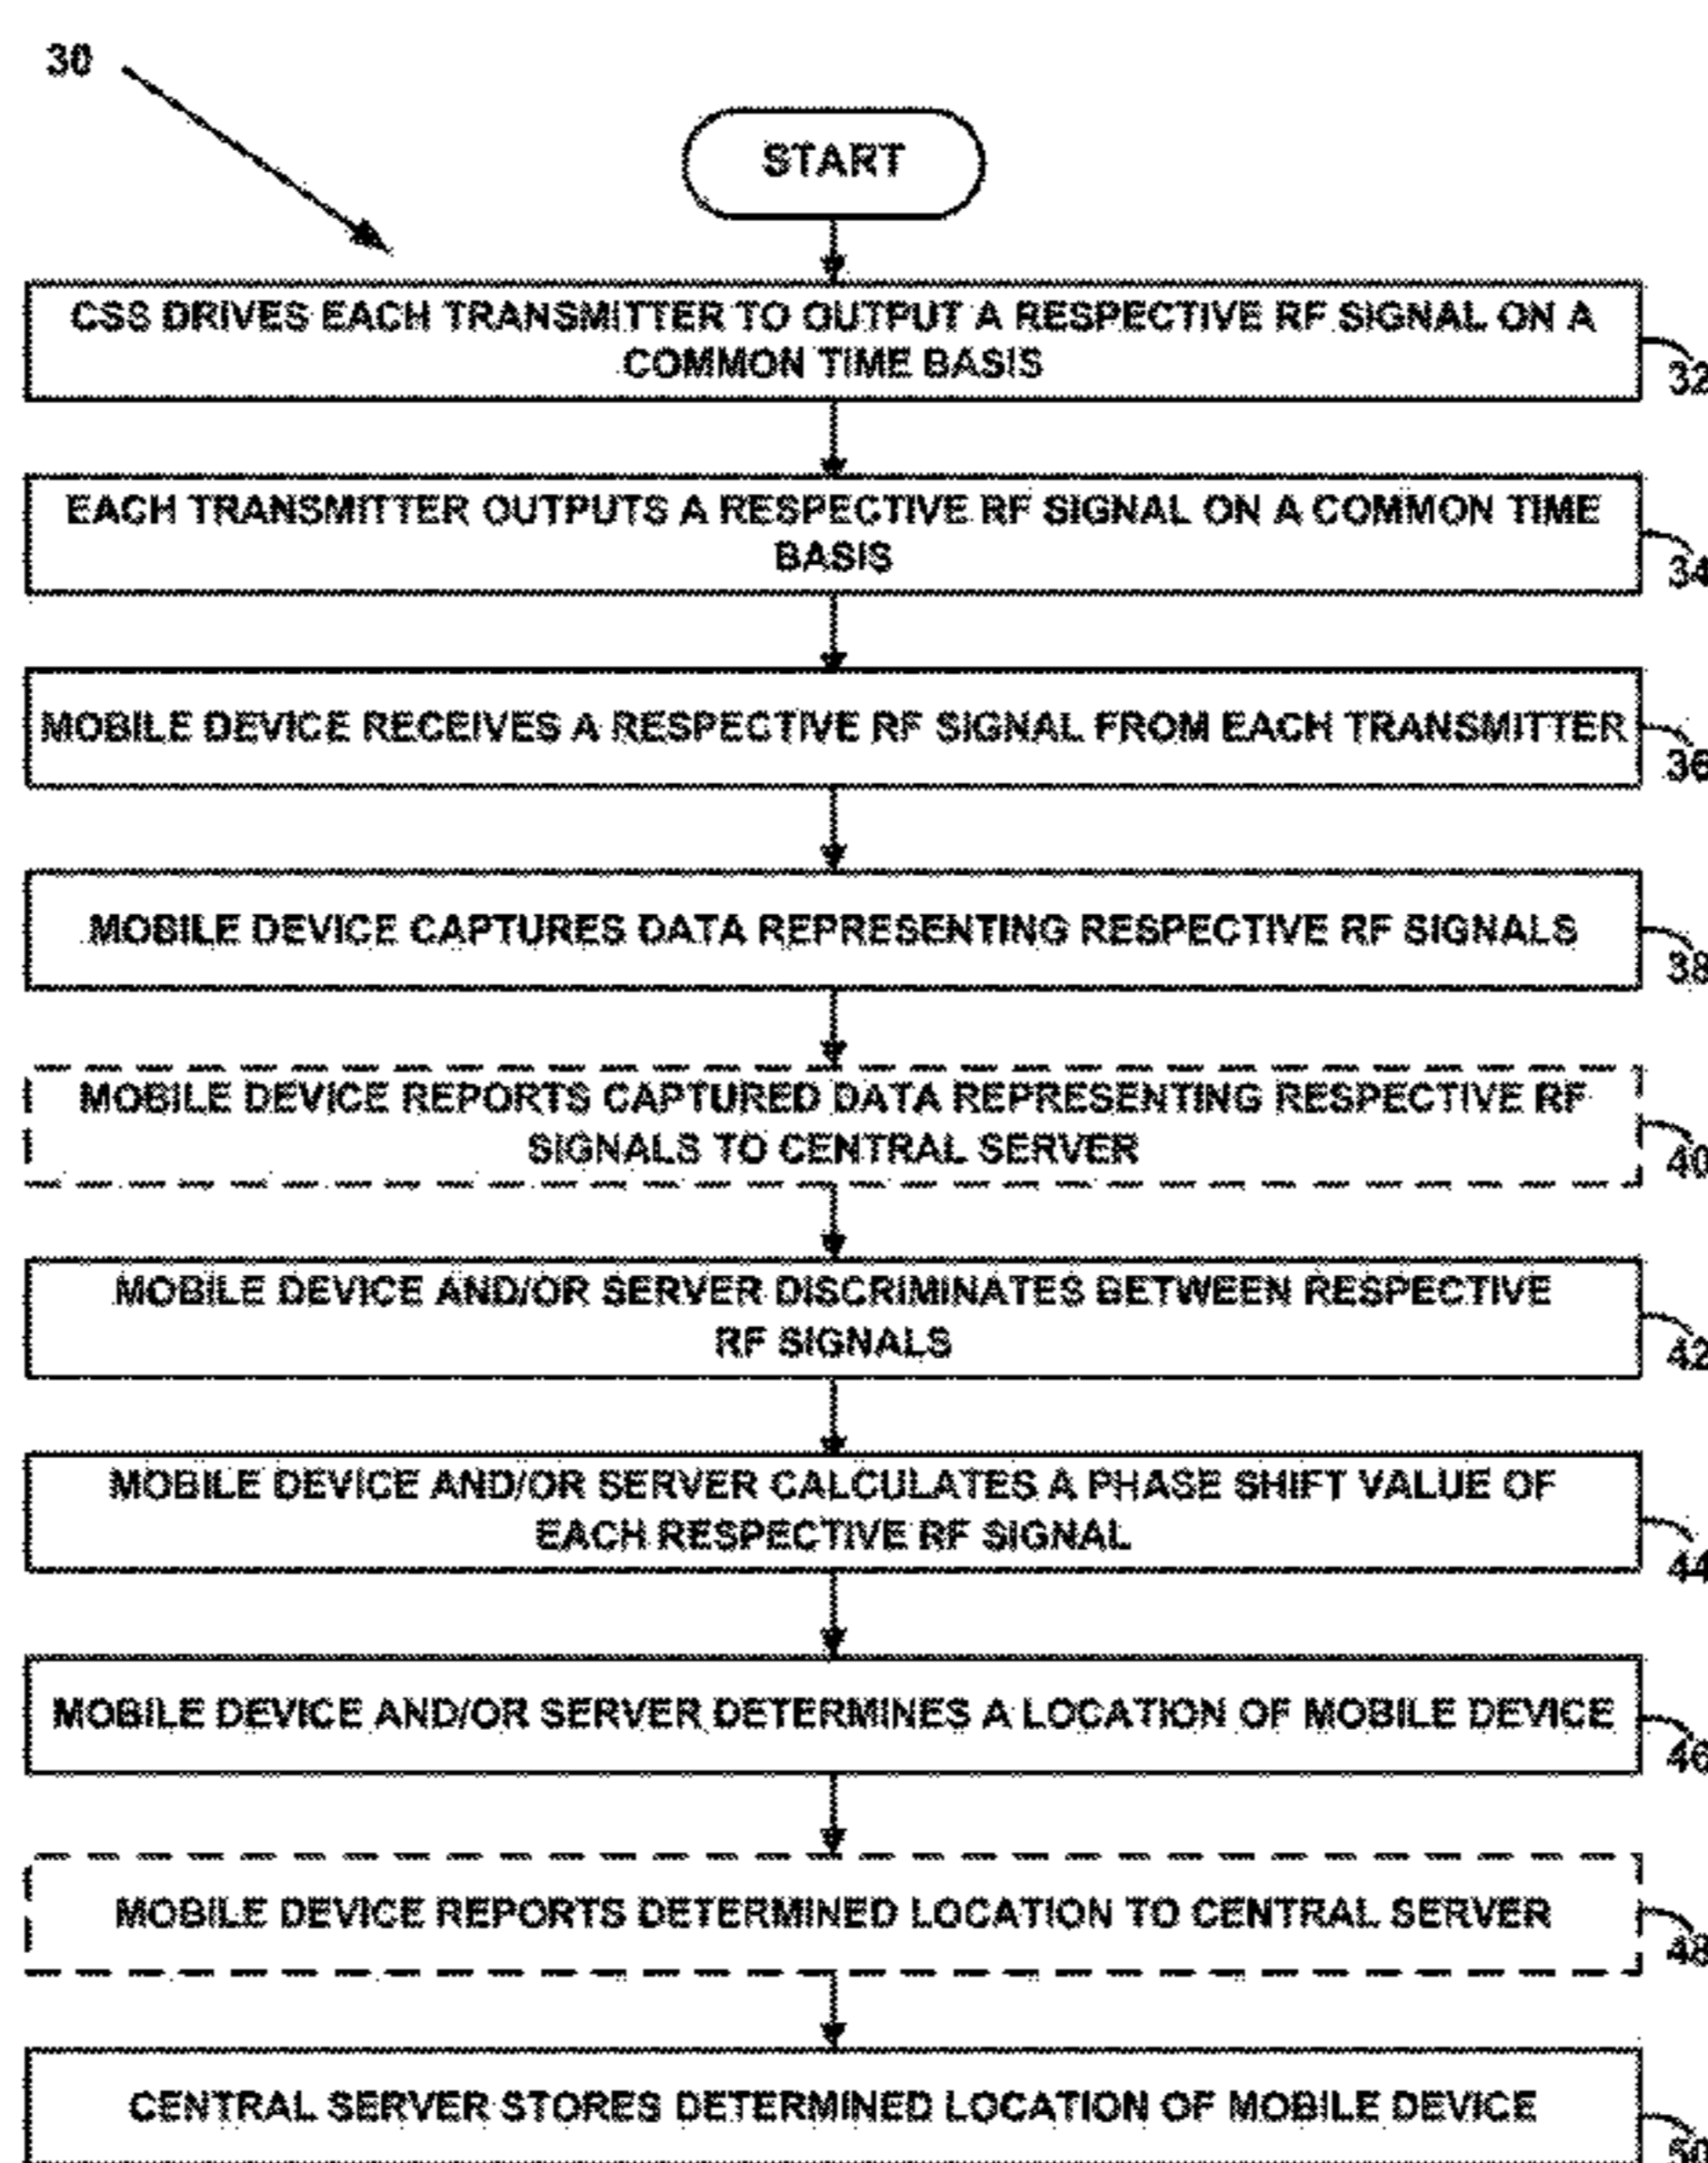 30
START
CSS DRIVES EACH TRANSMITTER TO OUTPUT A RESPECTIVE RF SIGNAL ON A
COMMON TIME BASIS
32
EACH TRANSMITTER OUTPUTS A RESPECTIVE RF SIGNAL ON A COMMON TIME
BASIS
34
MOBILE DEVICE RECEIVES A RESPECTIVE RF SIGNAL FROM EACH TRANSMITTER
36
MOBILE DEVICE CAPTURES DATA REPRESENTING RESPECTIVE RF SIGNALS
38
MOBILE DEVICE REPORTS CAPTURED DATA REPRESENTING RESPECTIVE RF
SIGNALS TO CENTRAL SERVER
40
MOBILE DEVICE AND/OR SERVER DISCRIMINATES BETWEEN RESPECTIVE
RF SIGNALS
42
MOBILE DEVICE AND/OR SERVER CALCULATES A PHASE SHIFT VALUE OF
EACH RESPECTIVE RF SIGNAL
44
MOBILE DEVICE AND/OR SERVER DETERMINES A LOCATION OF MOBILE DEVICE
46
MOBILE DEVICE REPORTS DETERMINED LOCATION TO CENTRAL SERVER
48
CENTRAL SERVER STORES DETERMINED LOCATION OF MOBILE DEVICE
50